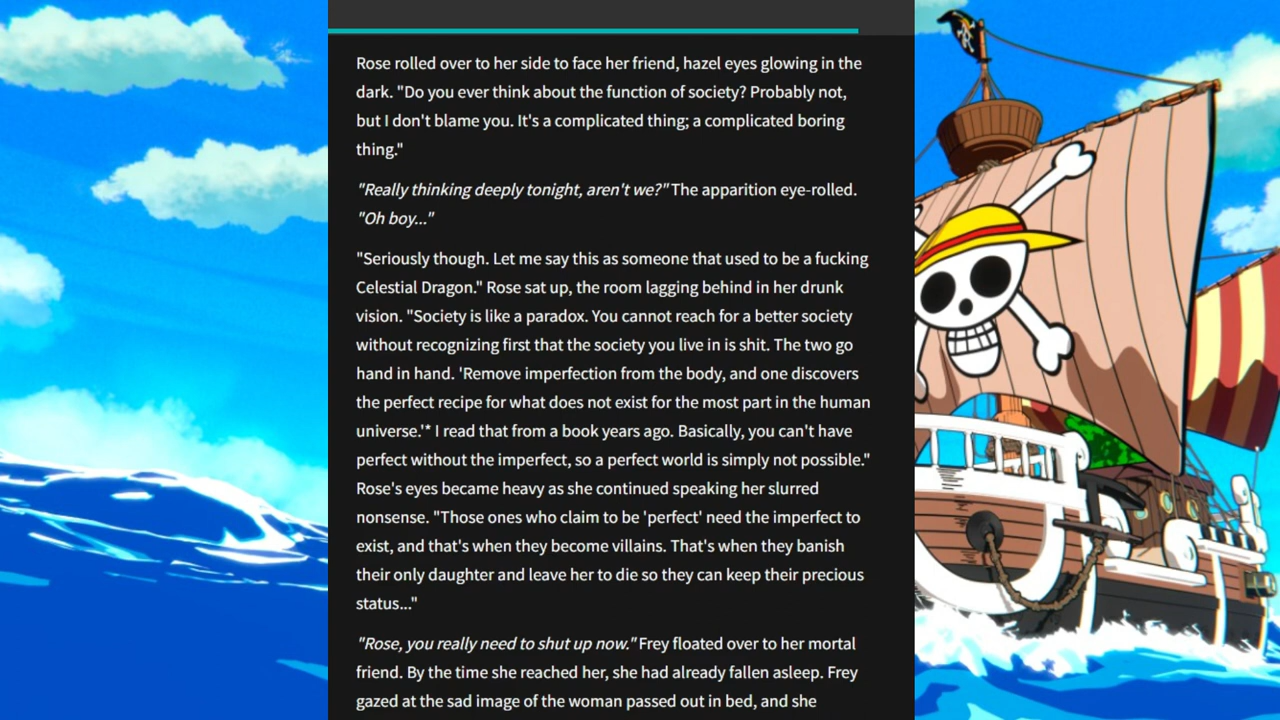 Rose rolled over to her side to face her friend, hazel eyes glowing in the
dark. "Do you ever think about the function of society? Probably not,
but I don't blame you. It's a complicated thing; a complicated boring
thing."
"Really thinking deeply tonight, aren't we?" The apparition eye-rolled.
"Oh boy..."
"Seriously though. Let me say this as someone that used to be a fucking
Celestial Dragon." Rose sat up, the room lagging behind in her drunk
vision. "Society is like a paradox. You cannot reach for a better society
without recognizing first that the society you live in is shit. The two go
hand in hand. 'Remove imperfection from the body, and one discovers
the perfect recipe for what does not exist for the most part in the human
universe.'* I read that from a book years ago. Basically, you can't have
perfect without the imperfect, so a perfect world is simply not possible."
Rose's eyes became heavy as she continued speaking her slurred
nonsense. "Those ones who claim to be 'perfect' need the imperfect to
exist, and that's when they become villains. That's when they banish
their only daughter and leave her to die so they can keep their precious
status..."
"Rose, you really need to shut up now." Frey floated over to her mortal
friend. By the time she reached her, she had already fallen asleep. Frey
gazed at the sad image of the woman passed out in bed, and she